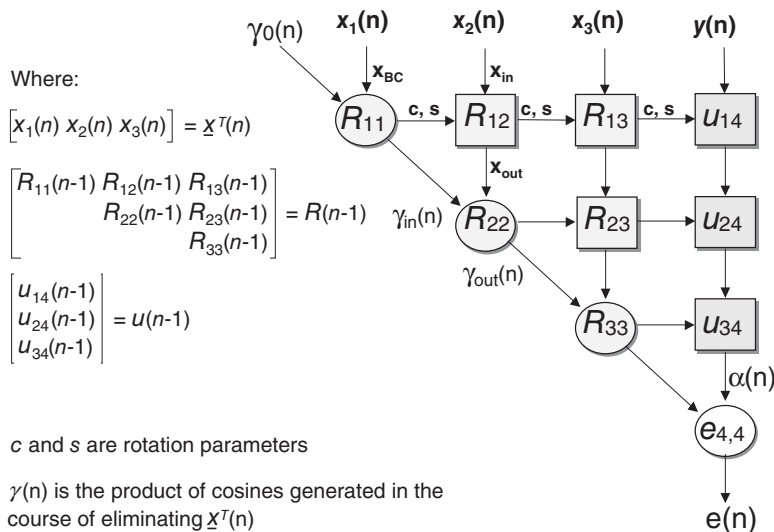 γ0(n) x1(n) x2(n) x3(n) y(n)
xBC xin
Where:
[x1(n) x2(n) x3(n)] = xT(n)
R11 c, s R12 c, s R13 c, s u14
xout
[R11(n-1) R12(n-1) R13(n-1)
R22(n-1) R23(n-1)
R33(n-1)] = R(n-1)
γin(n) R22 R23 u24
γout(n)
[u14(n-1)
u24(n-1)
u34(n-1)] = u(n-1)
R33 u34
α(n)
e4,4
c and s are rotation parameters
γ(n) is the product of cosines generated in the
course of eliminating xT(n)
e(n)